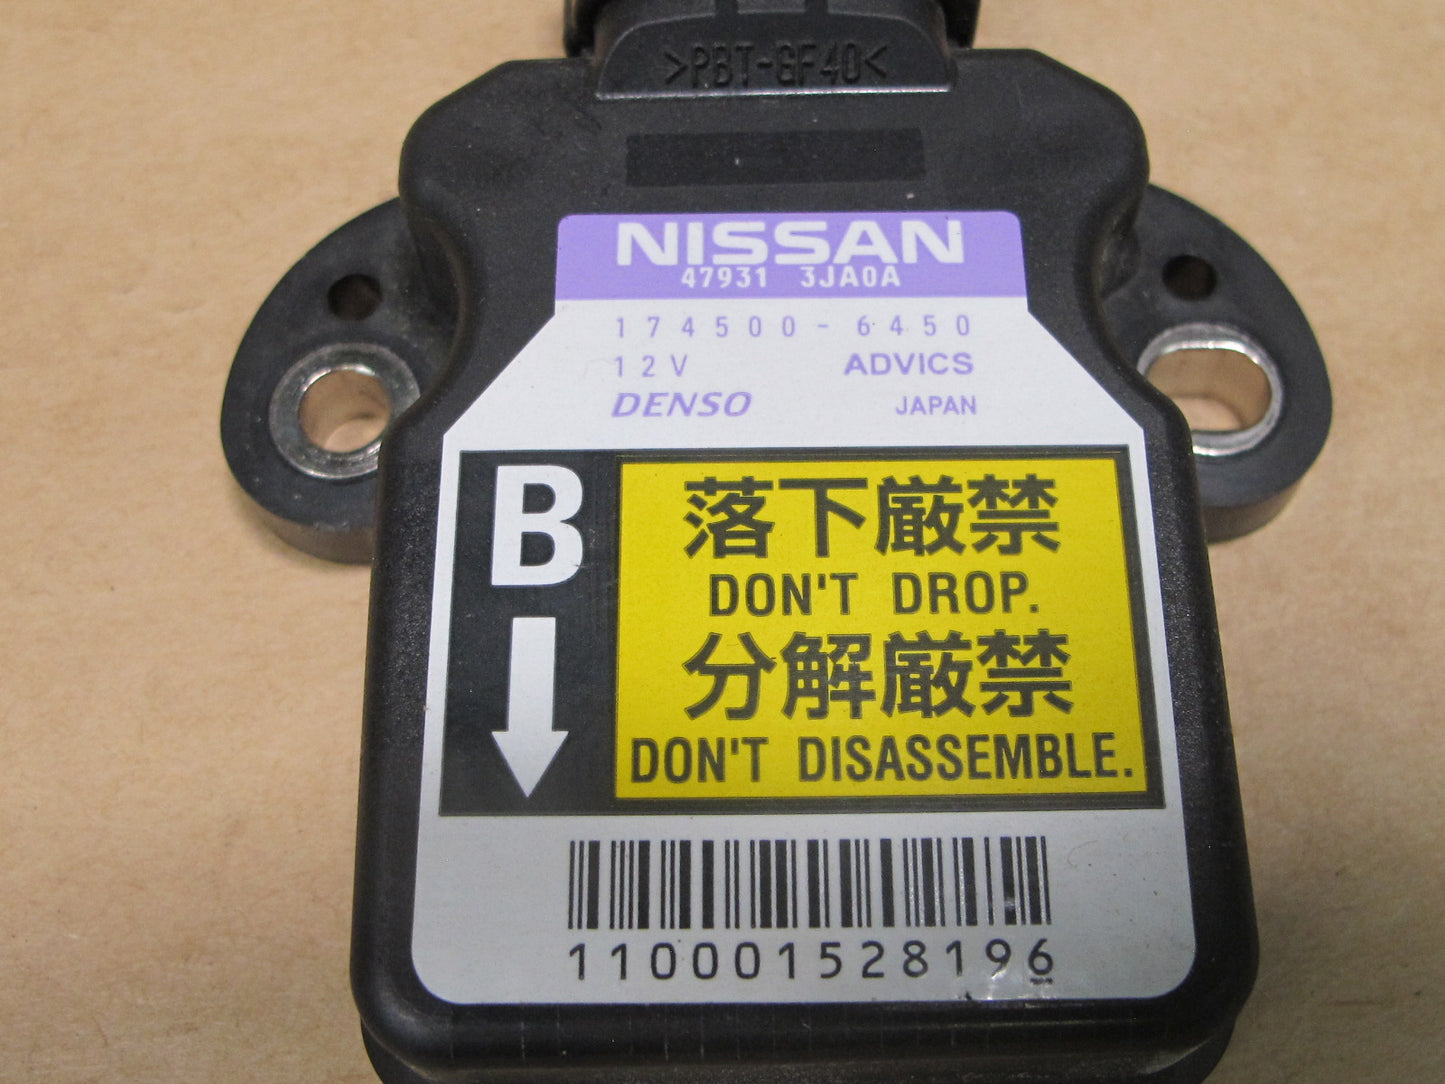 >PBT-GF40<
NISSAN
47931 3JA0A
174500-6450
12V ADVICS
DENSO JAPAN
B
落下厳禁
DON'T DROP.
分解厳禁
DON'T DISASSEMBLE.
110001528196